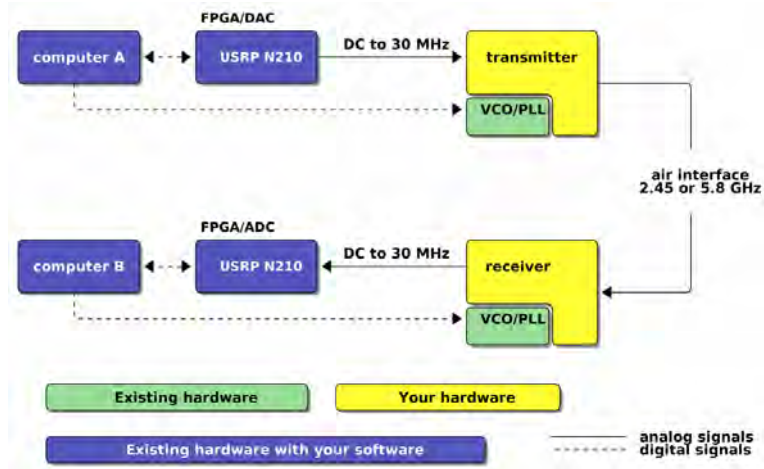 FPGA/DAC
computer A
USRP N210
DC to 30 MHz
transmitter
VCO/PLL
air interface
2.45 or 5.8 GHz
FPGA/ADC
computer B
USRP N210
DC to 30 MHz
receiver
VCO/PLL
Existing hardware
Your hardware
Existing hardware with your software
analog signals
digital signals